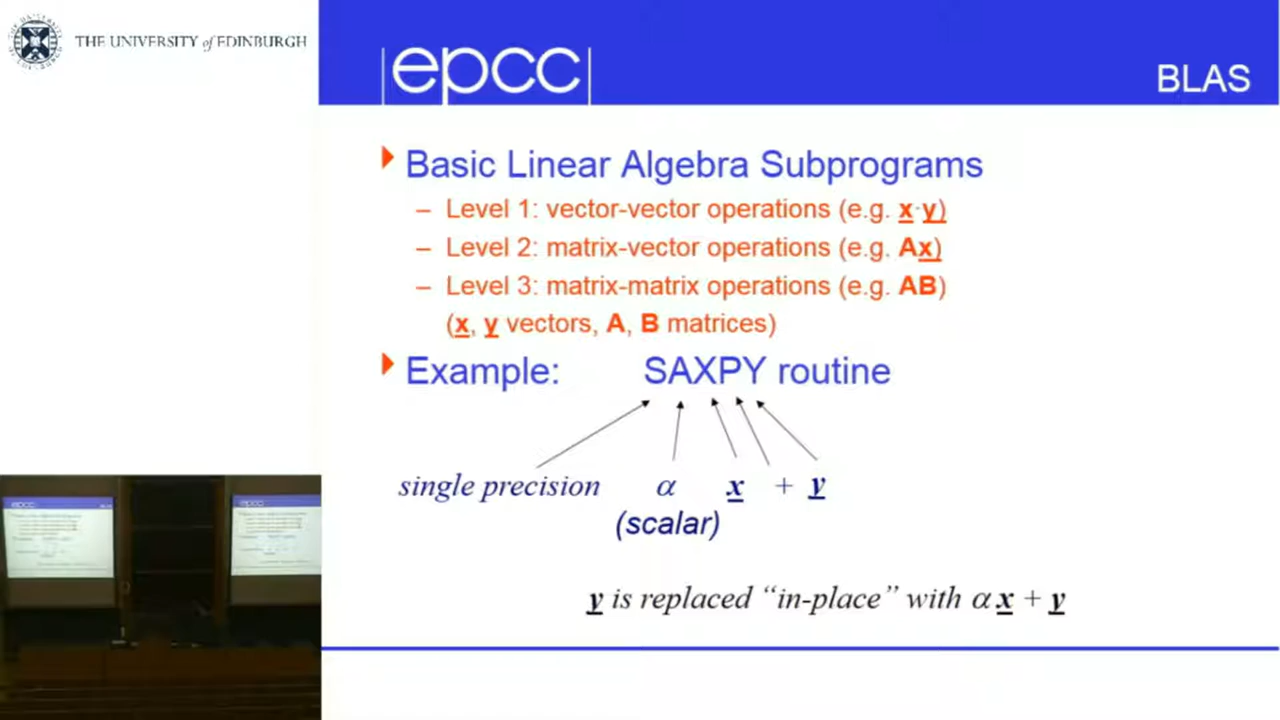 THE UNIVERSITY of EDINBURGH
epcc
BLAS
Basic Linear Algebra Subprograms
– Level 1: vector-vector operations (e.g. x·y)
– Level 2: matrix-vector operations (e.g. Ax)
– Level 3: matrix-matrix operations (e.g. AB)
(x, y vectors, A, B matrices)
Example: SAXPY routine
single precision α x + y
(scalar)
y is replaced “in-place” with α x + y
epcc
epcc